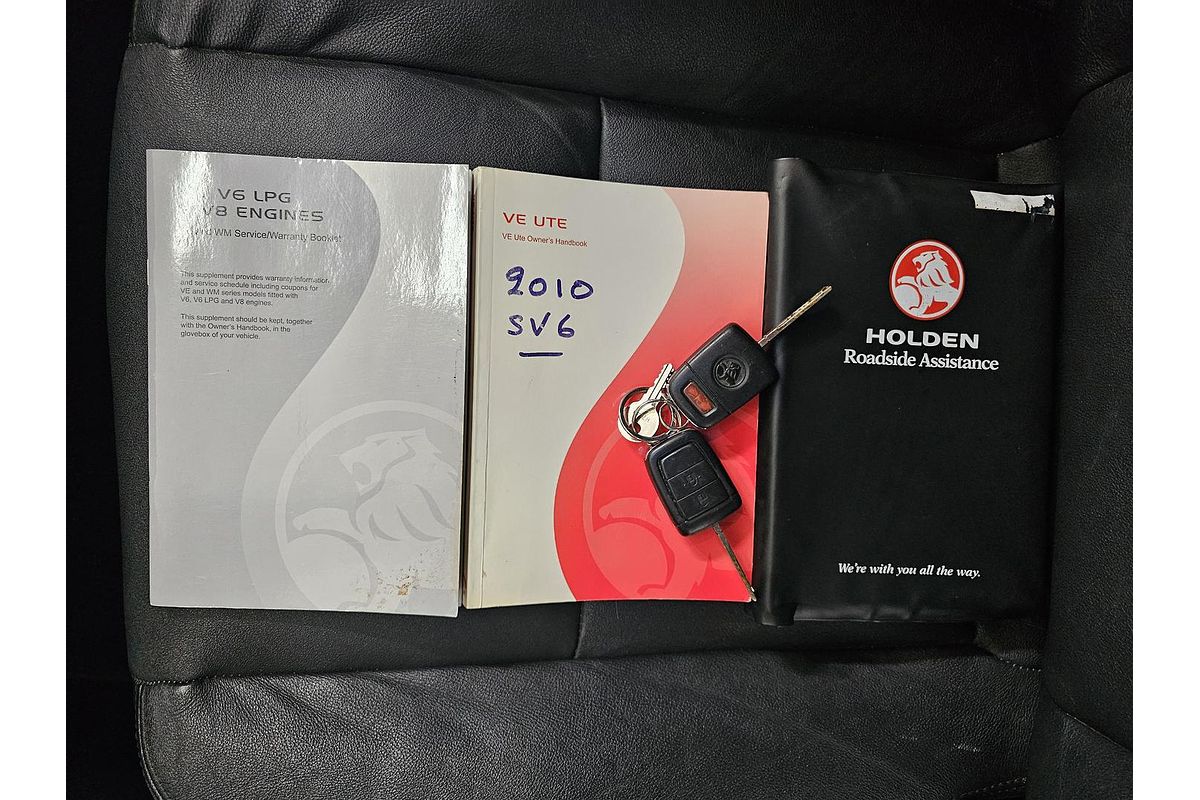 V6 LPG
V8 ENGINES
WM Service/Warranty Booklet
This supplement provides warranty information
and service schedule including coupons for
VE and WM series models fitted with
V6, V6 LPG and V8 engines.
This supplement should be kept, together
with the Owner's Handbook, in the
glovebox of your vehicle.
VE UTE
VE Ute Owner's Handbook
2010
SV6
HOLDEN
Roadside Assistance
We're with you all the way.